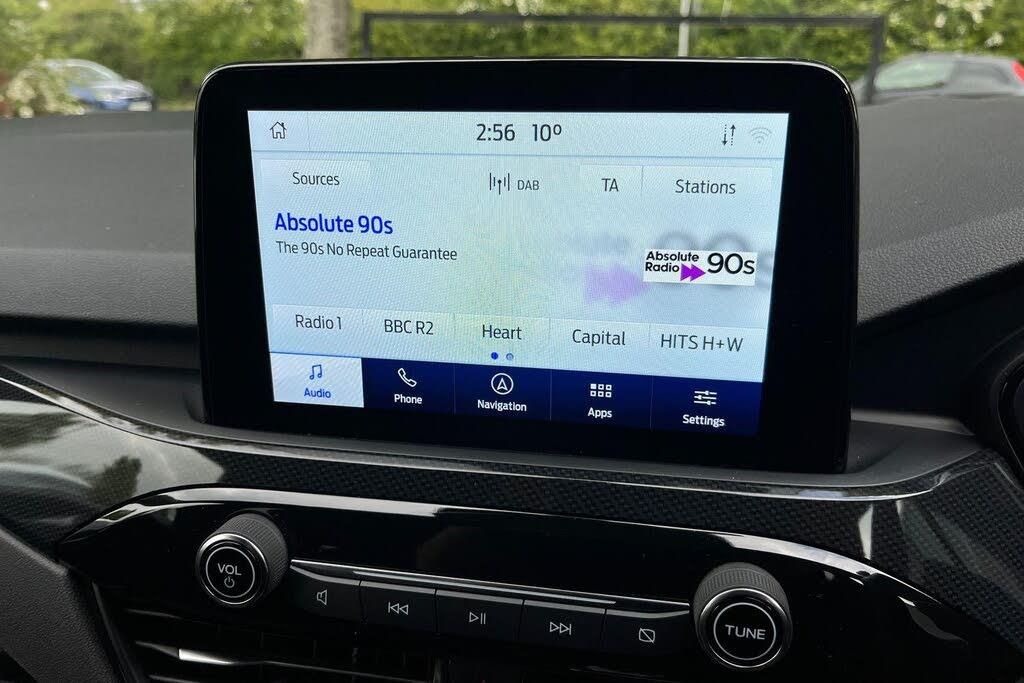 2:56 10º
Sources DAB TA Stations
Absolute 90s
The 90s No Repeat Guarantee
Absolute
Radio 90s
Radio 1 BBC R2 Heart Capital HITS H+W
Audio Phone Navigation Apps Settings
VOL
TUNE